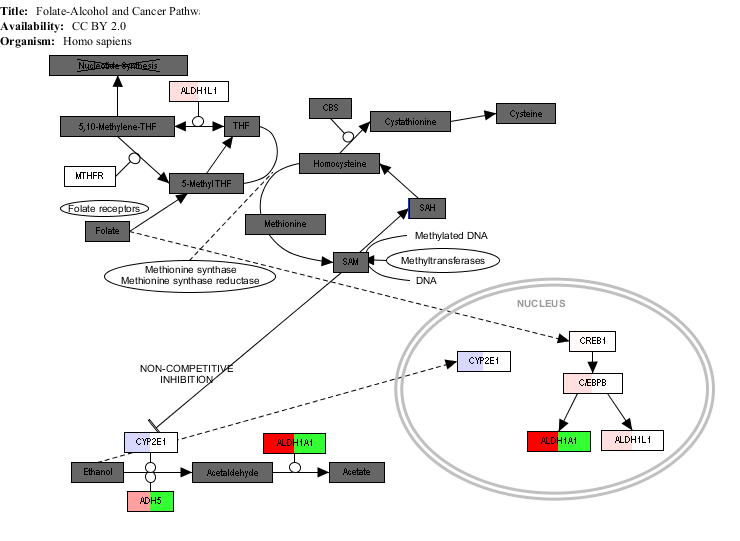 Title: Folate-Alcohol and Cancer Pathw
Availability: CC BY 2.0
Organism: Homo sapiens
Nucleotide Synthesis
ALDH1L1
5,10-Methylene-THF
THF
CBS
Cystathionine
Cysteine
MTHFR
5-Methyl THF
Homocysteine
Folate receptors
Folate
Methionine
SAH
Methylated DNA
SAM
Methyltransferases
DNA
Methionine synthase
Methionine synthase reductase
NUCLEUS
CREB1
CYP2E1
C/EBPB
NON-COMPETITIVE
INHIBITION
CYP2E1
ALDH1A1
ALDH1A1
ALDH1L1
Ethanol
Acetaldehyde
Acetate
ADH5